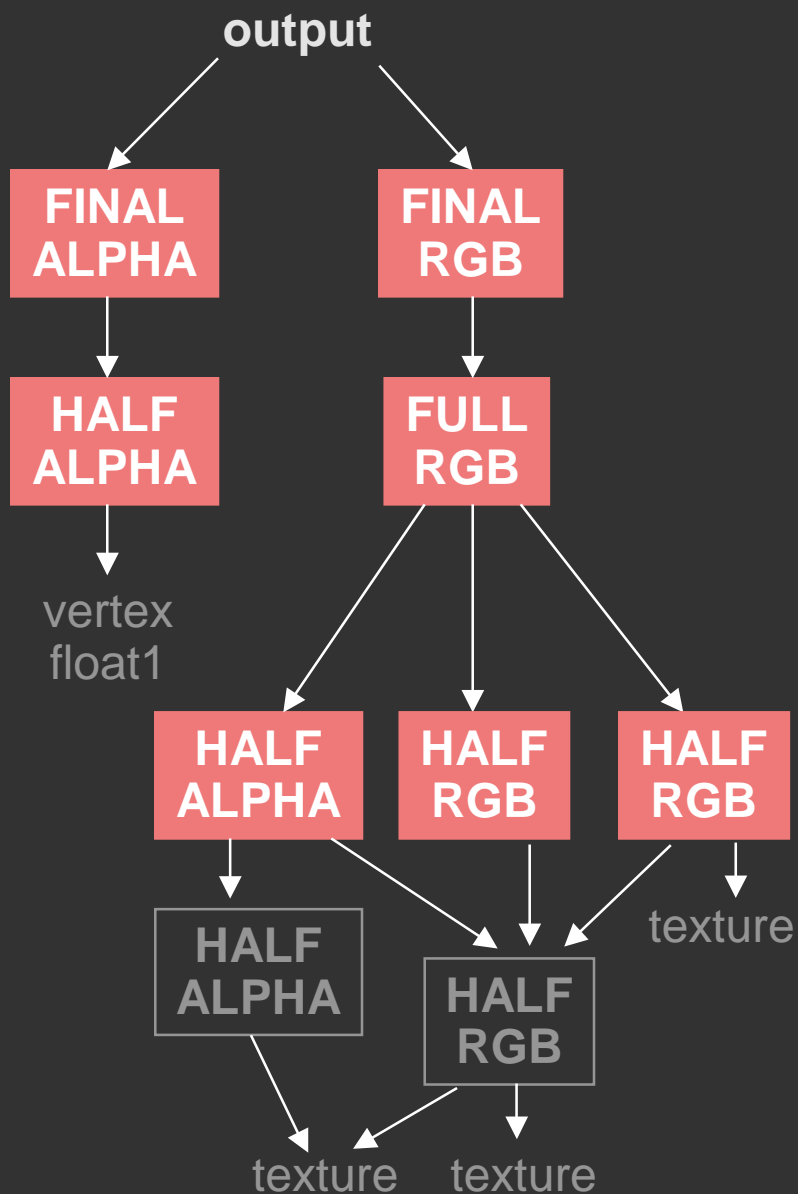 output
FINAL
ALPHA
FINAL
RGB
HALF
ALPHA
FULL
RGB
vertex
float1
HALF
ALPHA
HALF
RGB
HALF
RGB
texture
HALF
ALPHA
HALF
RGB
texture
texture